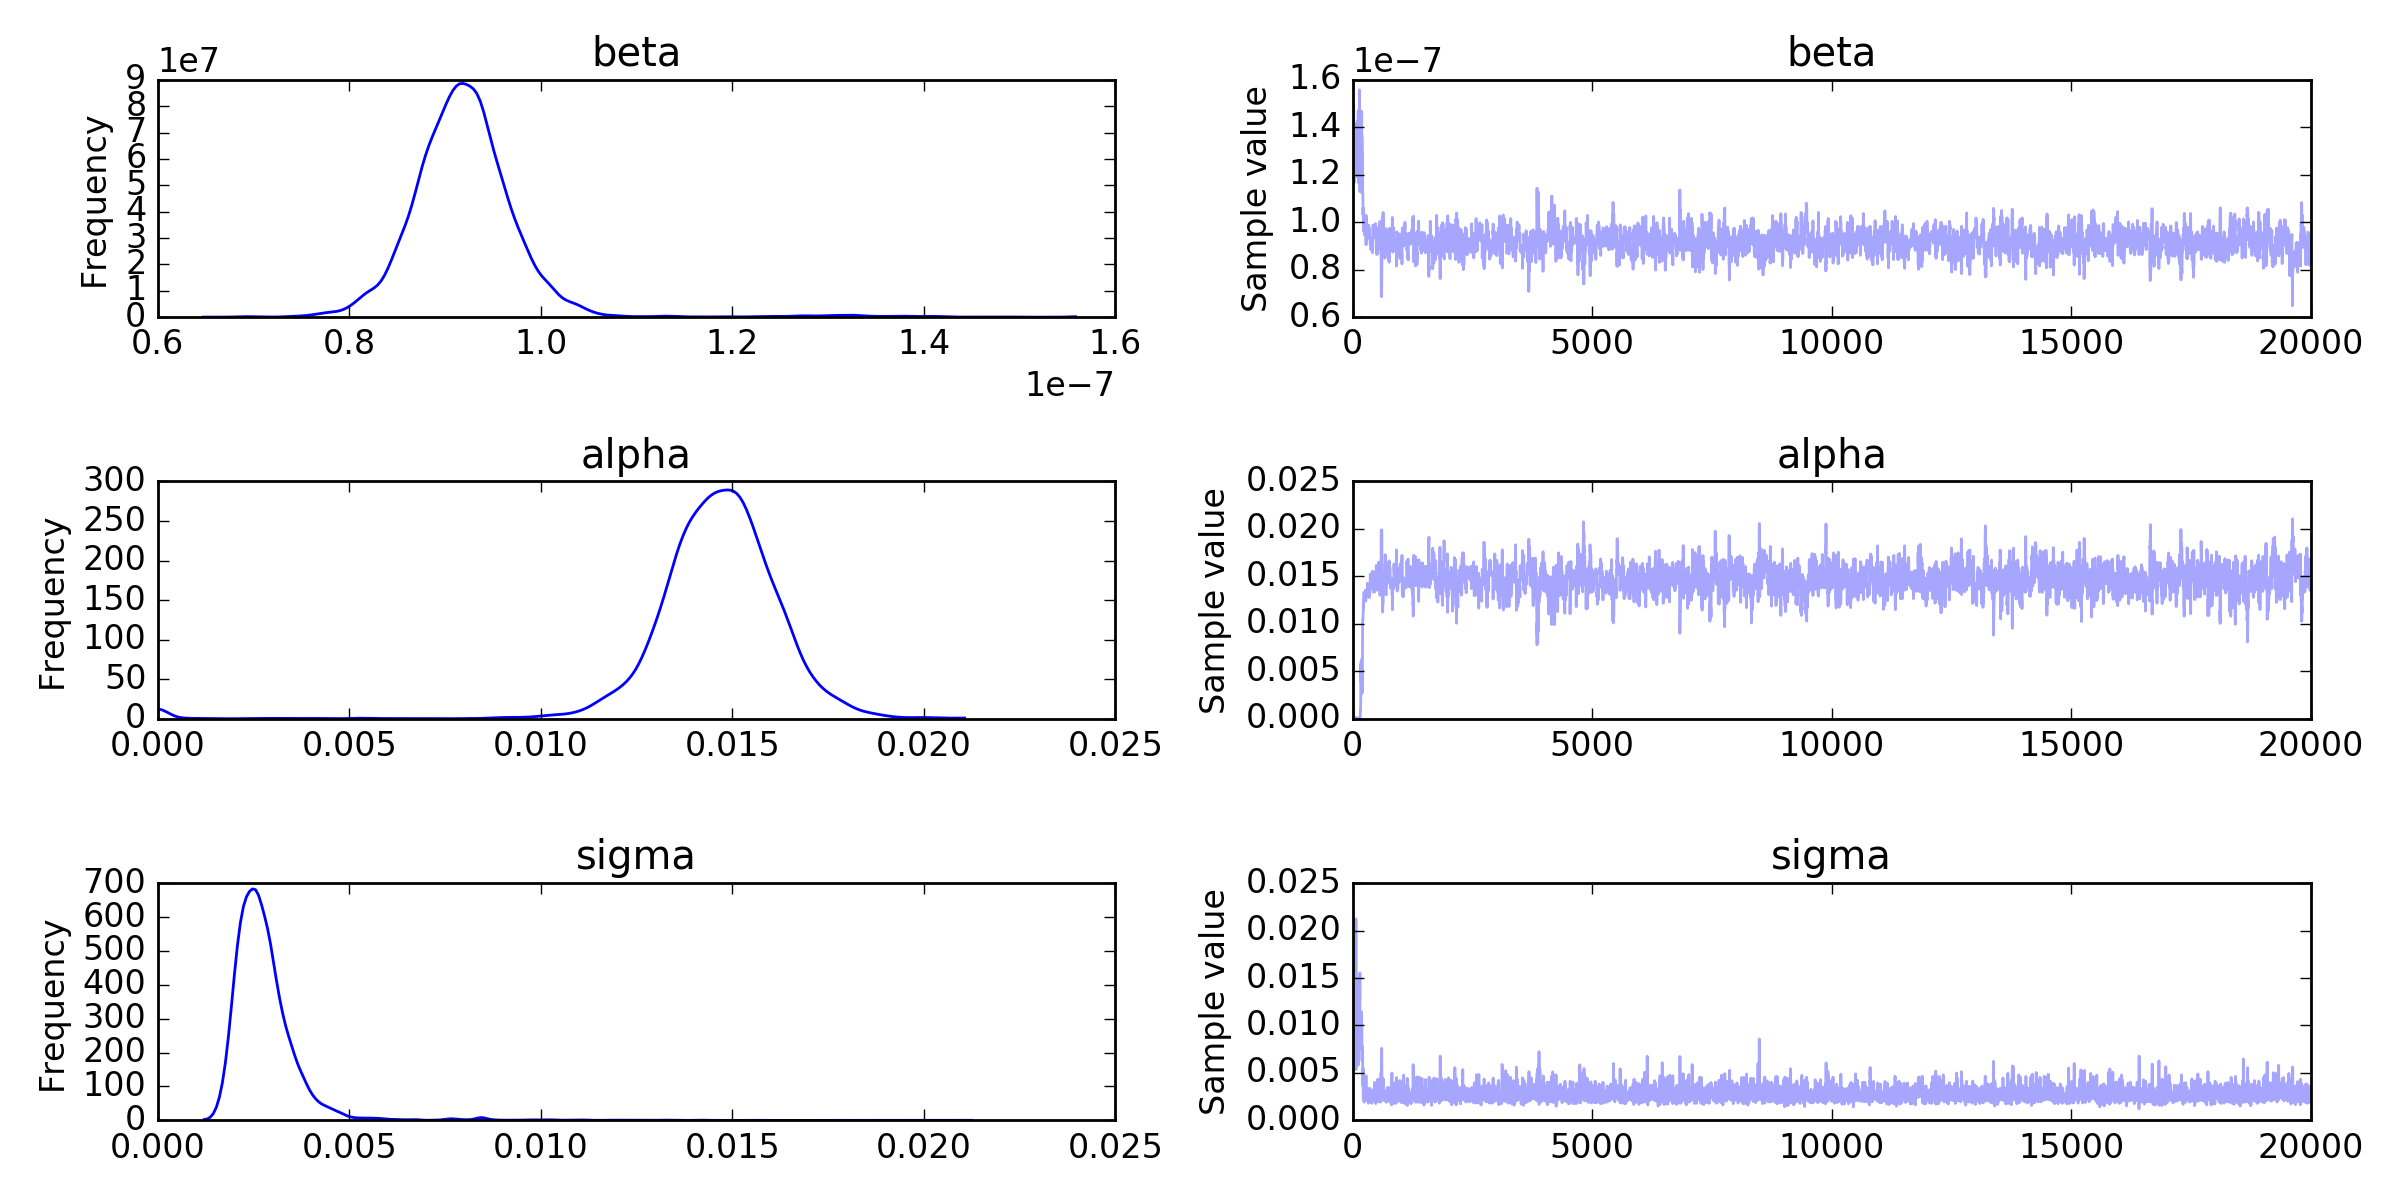 beta
1e7
Frequency
9
8
7
6
5
4
3
2
1
0
0.6 0.8 1.0 1.2 1.4 1.6
1e−7
beta
1e−7
Sample value
1.6
1.4
1.2
1.0
0.8
0.6
0 5000 10000 15000 20000
alpha
Frequency
300
250
200
150
100
50
0
0.000 0.005 0.010 0.015 0.020 0.025
alpha
Sample value
0.025
0.020
0.015
0.010
0.005
0.000
0 5000 10000 15000 20000
sigma
Frequency
700
600
500
400
300
200
100
0
0.000 0.005 0.010 0.015 0.020 0.025
sigma
Sample value
0.025
0.020
0.015
0.010
0.005
0.000
0 5000 10000 15000 20000